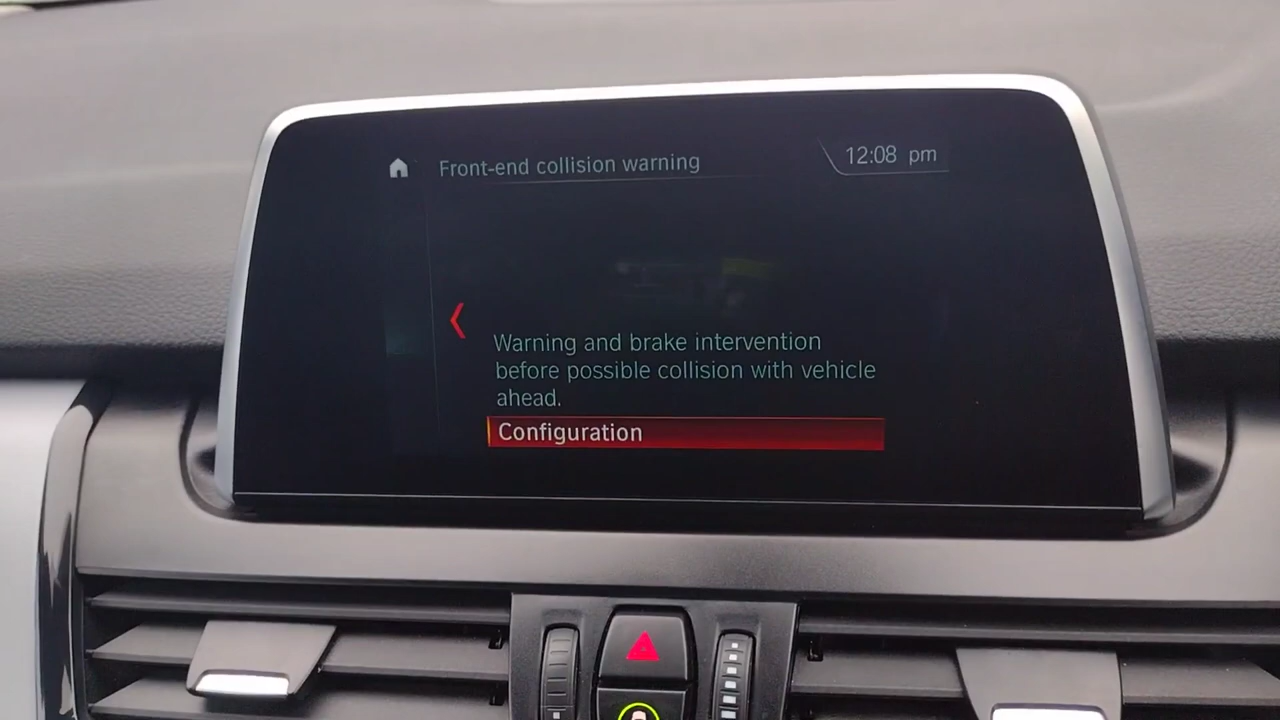 Front-end collision warning
12:08 pm
Warning and brake intervention
before possible collision with vehicle
ahead.
Configuration